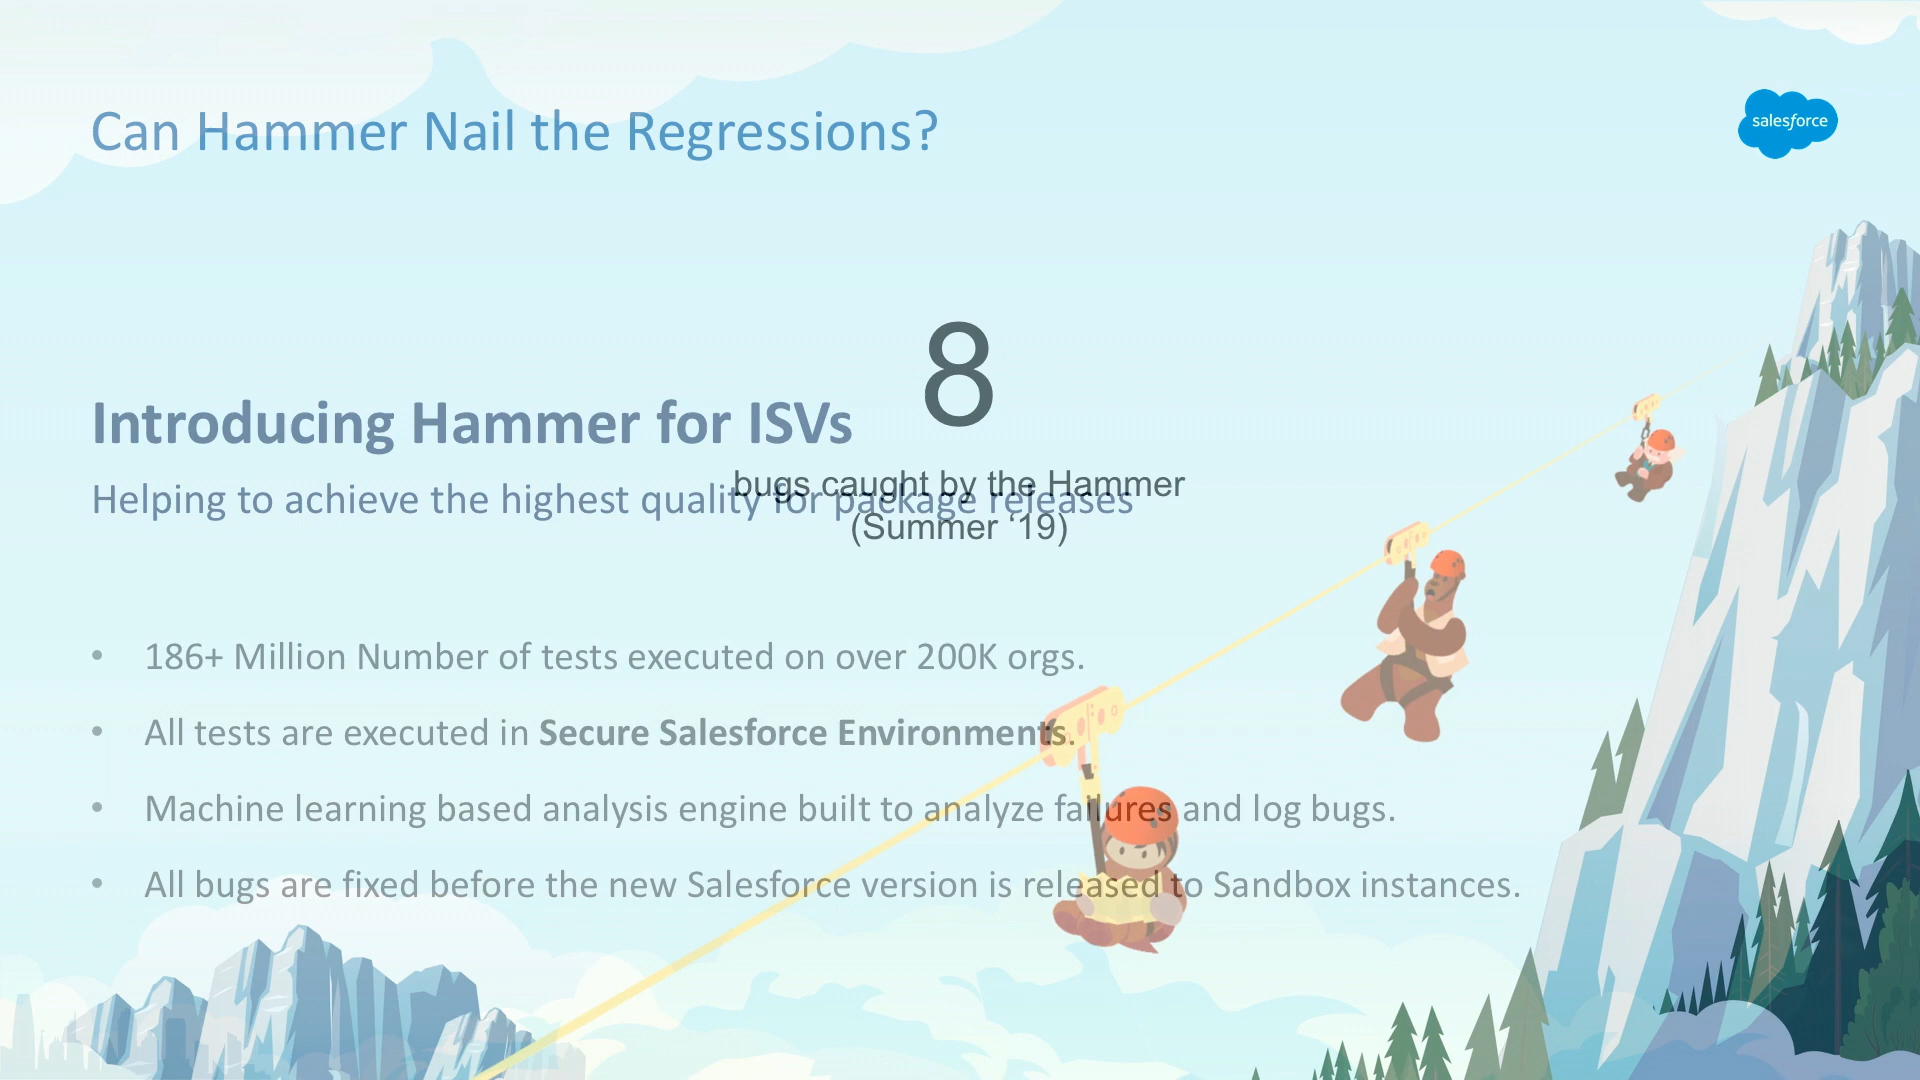 Can Hammer Nail the Regressions?
salesforce
8
Introducing Hammer for ISVs
bugs caught by the Hammer
Helping to achieve the highest quality for package releases
(Summer ‘19)
• 186+ Million Number of tests executed on over 200K orgs.
• All tests are executed in Secure Salesforce Environments.
• Machine learning based analysis engine built to analyze failures and log bugs.
• All bugs are fixed before the new Salesforce version is released to Sandbox instances.